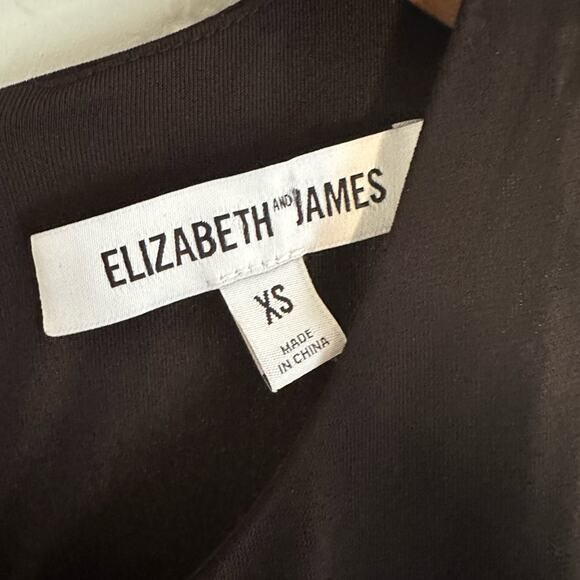 ELIZABETH AND JAMES
XS
MADE
IN CHINA